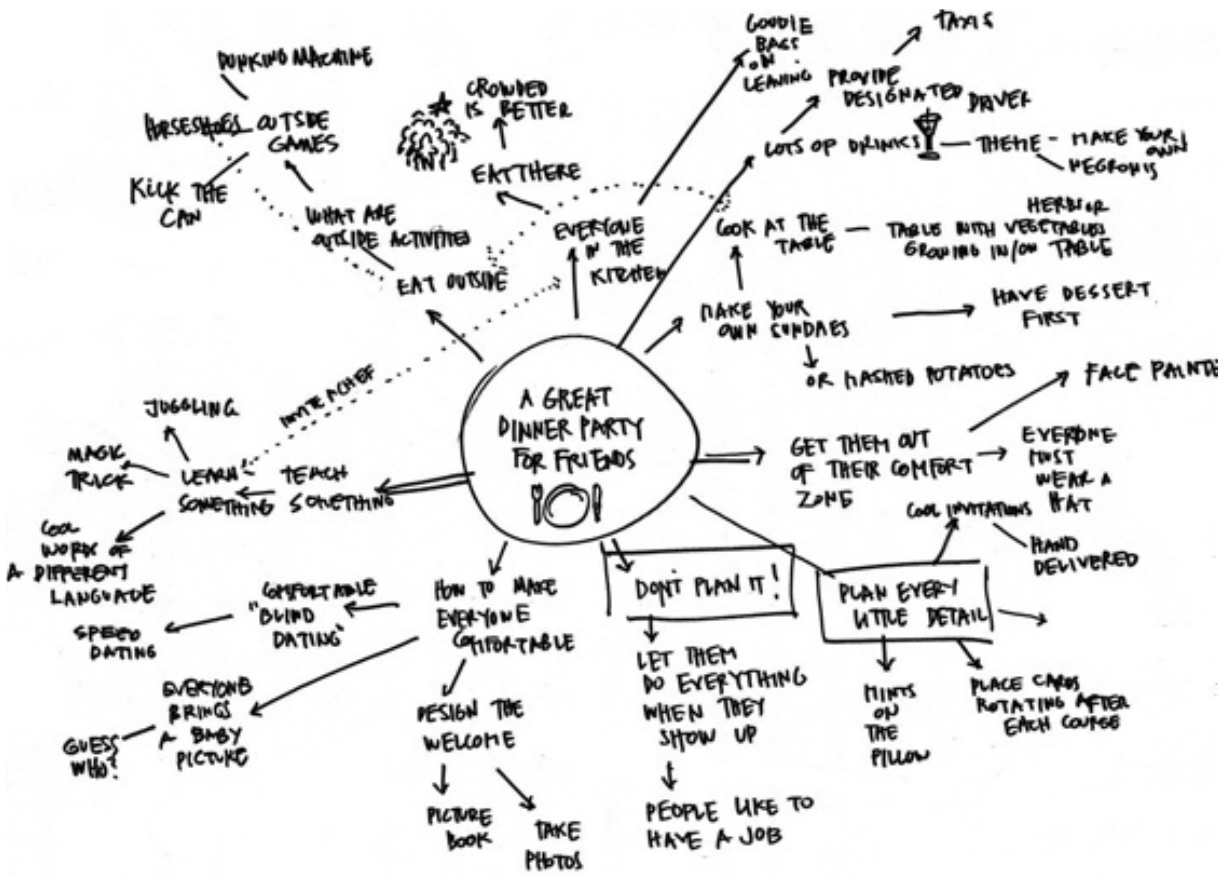 A GREAT
DINNER PARTY
FOR FRIENDS
EVERYONE
IN THE
KITCHEN
EAT THERE
CROWDED
IS BETTER
GOODIE
BAGS
ON
LEAVING
LOTS OF DRINKS
PROVIDE
DESIGNATED DRIVER
TAXIS
THEME
MAKE YOUR
OWN
NEGRONIS
MAKE YOUR
OWN SUNDAES
COOK AT THE
TABLE
HERBS OR
TABLE WITH VEGETABLES
GROWING IN/ON TABLE
HAVE DESSERT
FIRST
OR MASHED POTATOES
GET THEM OUT
OF THEIR COMFORT
ZONE
FACE PAINTE
EVERONE
MUST
WEAR A
HAT
PLAN EVERY
LITTLE DETAIL
COOL INVITATIONS
HAND
DELIVERED
MINTS
ON
THE
PILLOW
PLACE CARDS
ROTATING AFTER
EACH COURSE
DON'T PLAN IT!
LET THEM
DO EVERYTHING
WHEN THEY
SHOW UP
PEOPLE LIKE TO
HAVE A JOB
HOW TO MAKE
EVERYONE
COMFORTABLE
COMFORTABLE
"BLIND
DATING"
SPEED
DATING
EVERYONE
BRINGS
A BABY
PICTURE
GUESS
WHO?
DESIGN THE
WELCOME
PICTURE
BOOK
TAKE
PHOTOS
TEACH
SOMETHING
LEARN
SOMETHING
JUGGLING
MAGIC
TRICK
COOL
WORDS OF
A DIFFERENT
LANGUAGE
INVITE A CHEF
EAT OUTSIDE
WHAT ARE
OUTSIDE ACTIVITIES
OUTSIDE
GAMES
DUNKING MACHINE
HORSESHOES
KICK THE
CAN